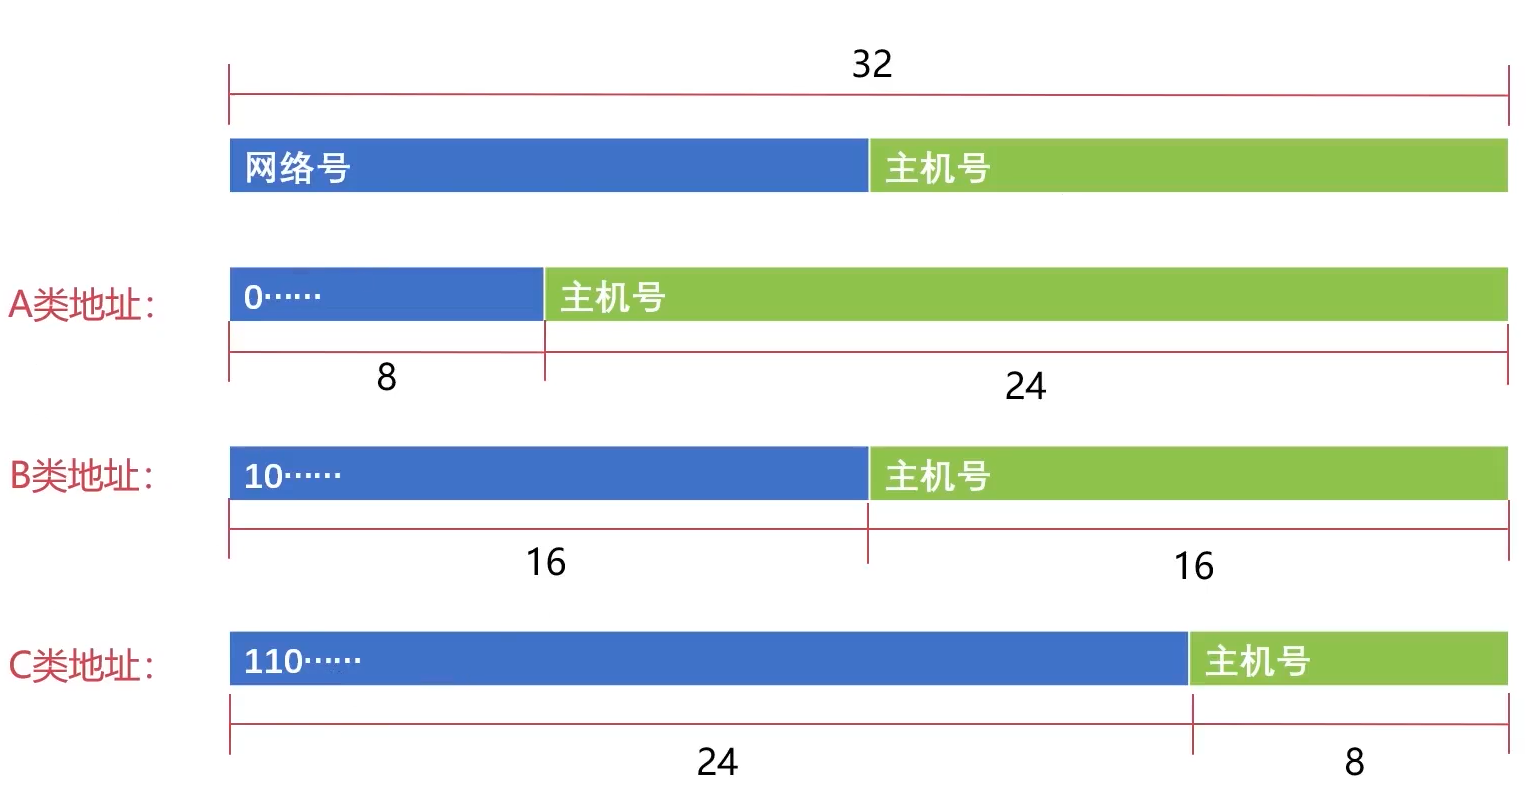 32
网络号 主机号
A类地址： 0…… 主机号
8 24
B类地址： 10…… 主机号
16 16
C类地址： 110…… 主机号
24 8